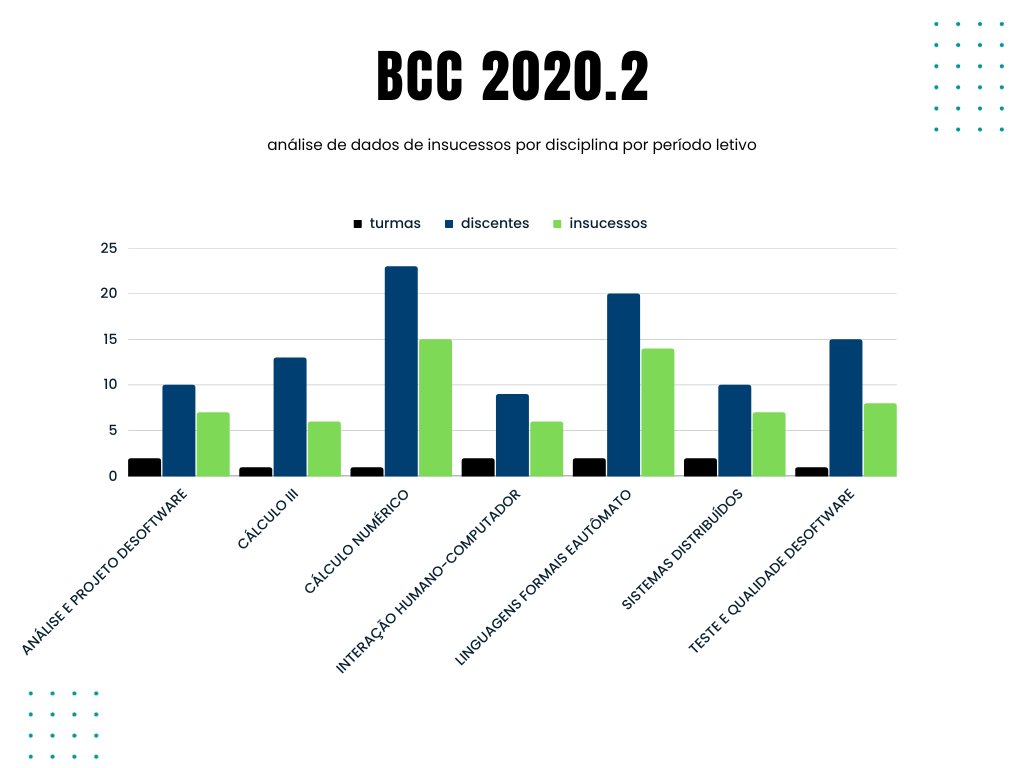 BCC 2020.2
análise de dados de insucessos por disciplina por período letivo
turmas discentes insucessos
25
20
15
10
5
0
ANÁLISE E PROJETO DESOFTWARE
CÁLCULO III
CÁLCULO NUMÉRICO
INTERAÇÃO HUMANO-COMPUTADOR
LINGUAGENS FORMAIS EAUTÔMATO
SISTEMAS DISTRIBUÍDOS
TESTE E QUALIDADE DESOFTWARE